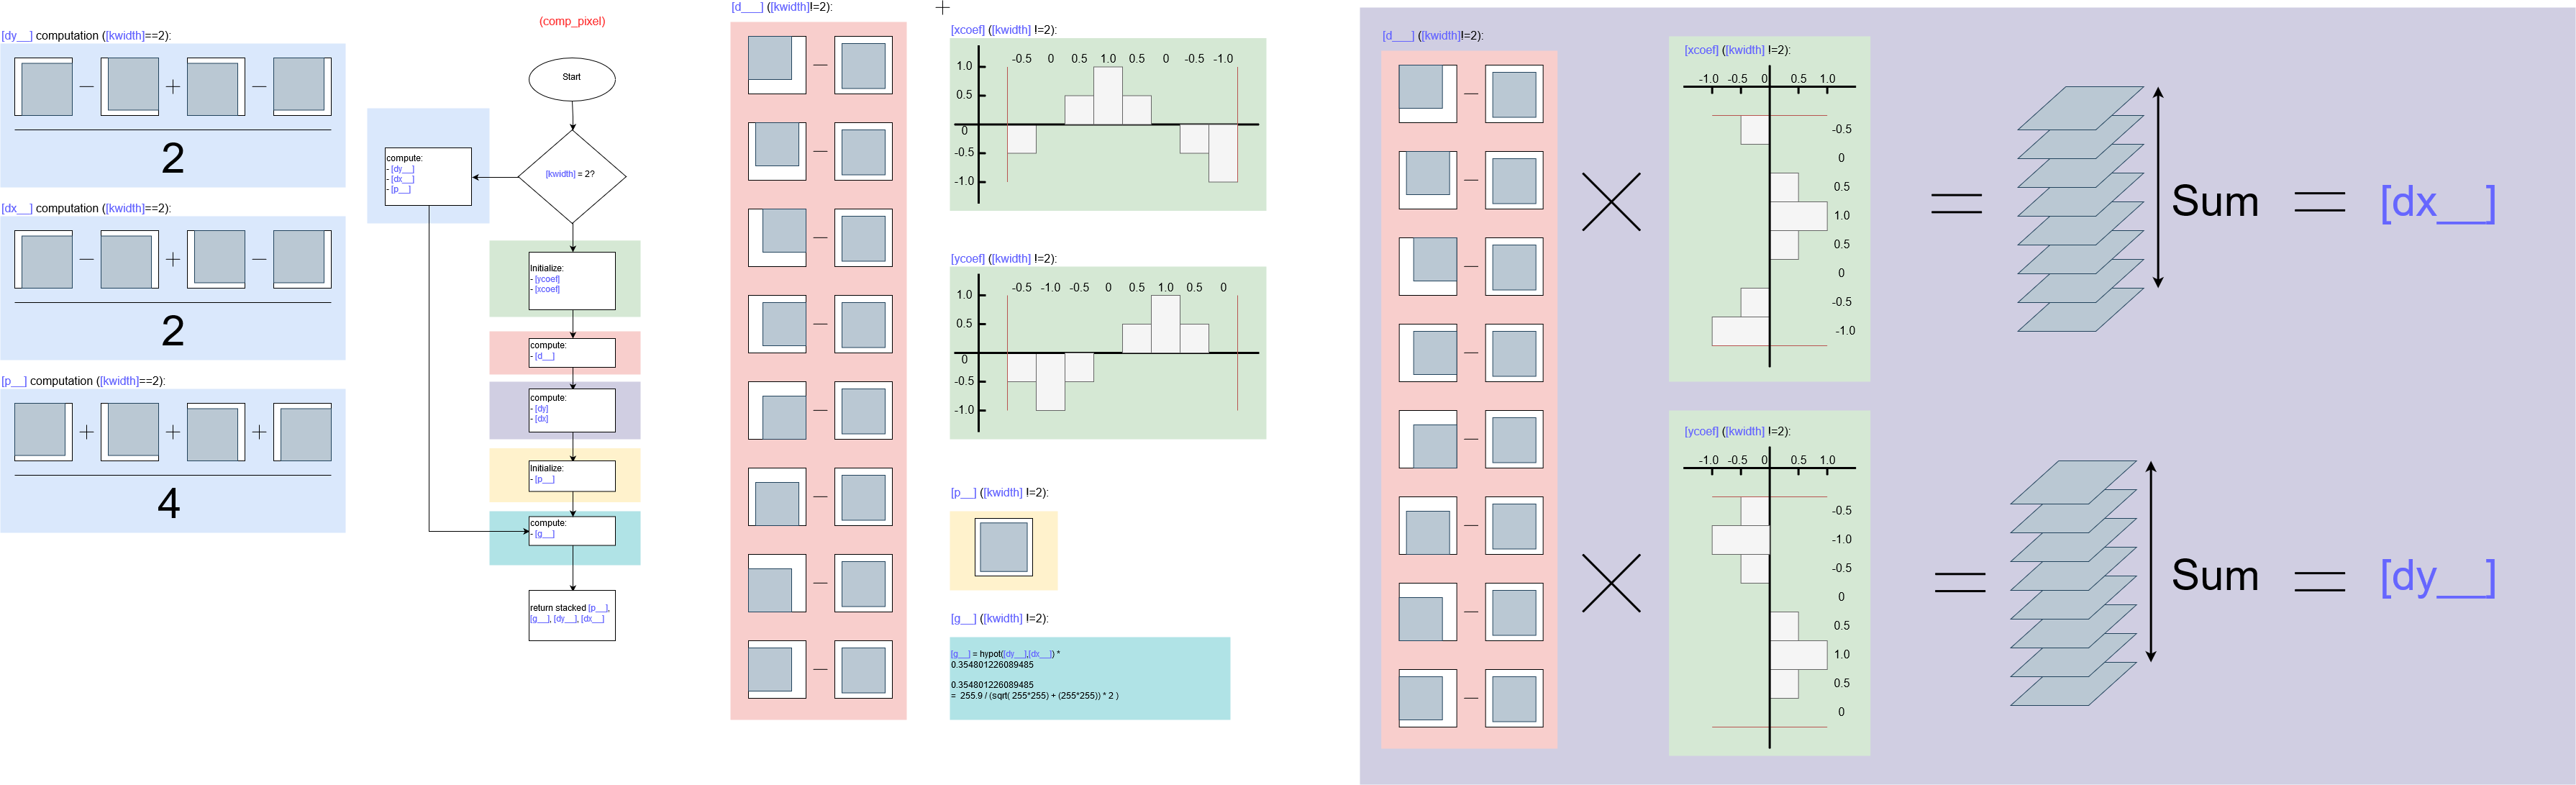 [dy__] computation ([kwidth]==2):
2
[dx__] computation ([kwidth]==2):
2
[p__] computation ([kwidth]==2):
4
(comp_pixel)
Start
[kwidth] = 2?
compute:
- [dy__]
- [dx__]
- [p__]
Initialize:
- [ycoef]
- [xcoef]
compute:
- [d__]
compute:
- [dy]
- [dx]
Initialize:
- [p__]
compute:
- [g__]
return stacked [p__],
[g__], [dy__], [dx__]
[d___] ([kwidth]!=2):
[xcoef] ([kwidth] !=2):
-0.5 0 0.5 1.0 0.5 0 -0.5 -1.0
1.0
0.5
0
-0.5
-1.0
[ycoef] ([kwidth] !=2):
-0.5 -1.0 -0.5 0 0.5 1.0 0.5 0
1.0
0.5
0
-0.5
-1.0
[p__] ([kwidth] !=2):
[g__] ([kwidth] !=2):
[g__] = hypot([dy__],[dx__]) *
0.354801226089485
0.354801226089485
= 255.9 / (sqrt( 255*255) + (255*255)) * 2 )
[d___] ([kwidth]!=2):
[xcoef] ([kwidth] !=2):
-1.0 -0.5 0 0.5 1.0
-0.5
0
0.5
1.0
0.5
0
-0.5
-1.0
Sum
[dx__]
[ycoef] ([kwidth] !=2):
-1.0 -0.5 0 0.5 1.0
-0.5
-1.0
-0.5
0
0.5
1.0
0.5
0
Sum
[dy__]